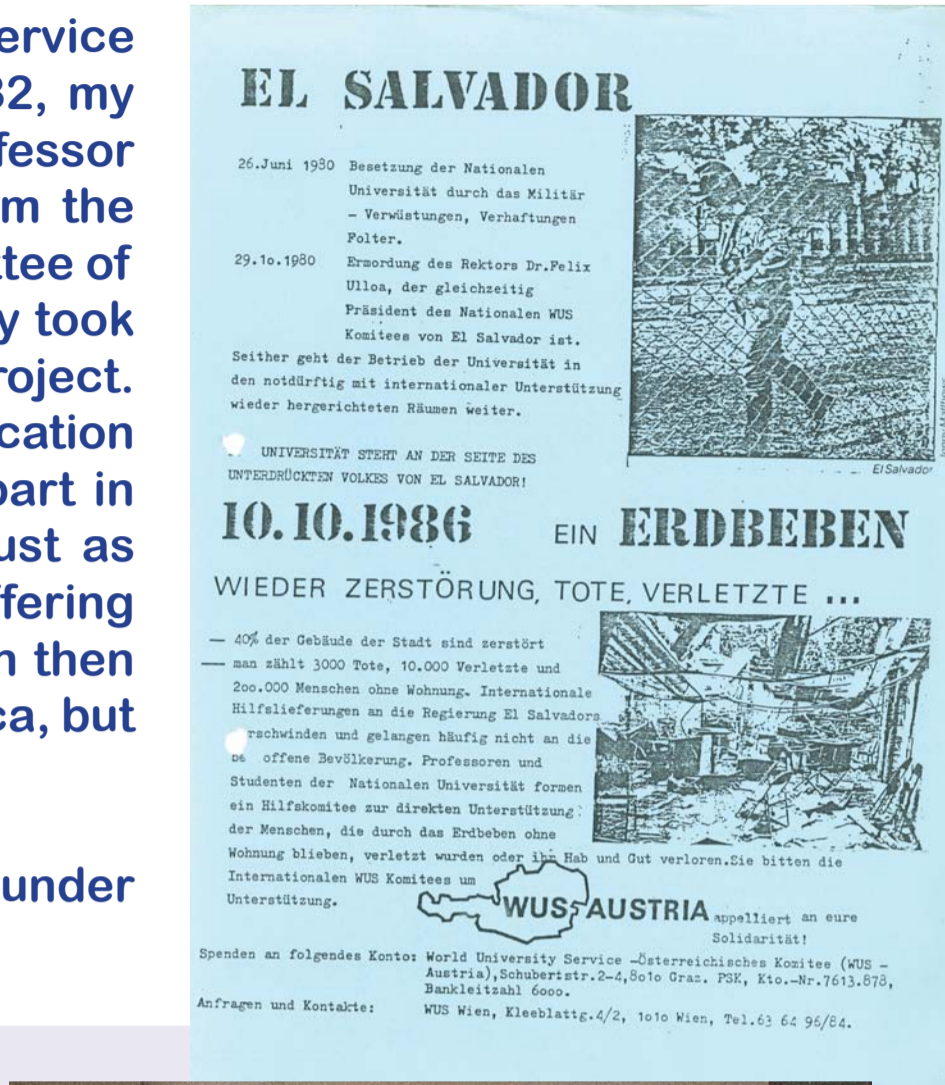 ervice
32, my
fessor
m the
ttee of
y took
roject.
cation
part in
ust as
ffering
n then
ca, but
under
EL SALVADOR
26.Juni 1980 Besetzung der Nationalen
Universität durch das Militär
– Verwüstungen, Verhaftungen
Folter.
29.1o.1980 Ermordung des Rektors Dr.Felix
Ulloa, der gleichzeitig
Präsident des Nationalen WUS
Komitees von El Salvador ist.
Seither geht der Betrieb der Universität in
den notdürftig mit internationaler Unterstützung
wieder hergerichteten Räumen weiter.
El Salvador
UNIVERSITÄT STEHT AN DER SEITE DES
UNTERDRÜCKTEN VOLKES VON EL SALVADOR!
10.10.1986 EIN ERDBEBEN
WIEDER ZERSTÖRUNG, TOTE, VERLETZTE ...
— 40% der Gebäude der Stadt sind zerstört
— man zählt 3000 Tote, 10.000 Verletzte und
2oo.000 Menschen ohne Wohnung. Internationale
Hilfslieferungen an die Regierung El Salvadors
rschwinden und gelangen häufig nicht an die
be offene Bevölkerung. Professoren und
Studenten der Nationalen Universität formen
ein Hilfskomitee zur direkten Unterstützung
der Menschen, die durch das Erdbeben ohne
Wohnung blieben, verletzt wurden oder ihr Hab und Gut verloren.Sie bitten die
Internationalen WUS Komitees um
Unterstützung.
WUS-AUSTRIA appelliert an eure
Solidarität!
Spenden an folgendes Konto: World University Service –Österreichisches Komitee (WUS –
Austria),Schubertstr.2–4,8o1o Graz. PSK, Kto.–Nr.7613.878,
Bankleitzahl 6ooo.
Anfragen und Kontakte: WUS Wien, Kleeblattg.4/2, 1o1o Wien, Tel.63 64 96/84.